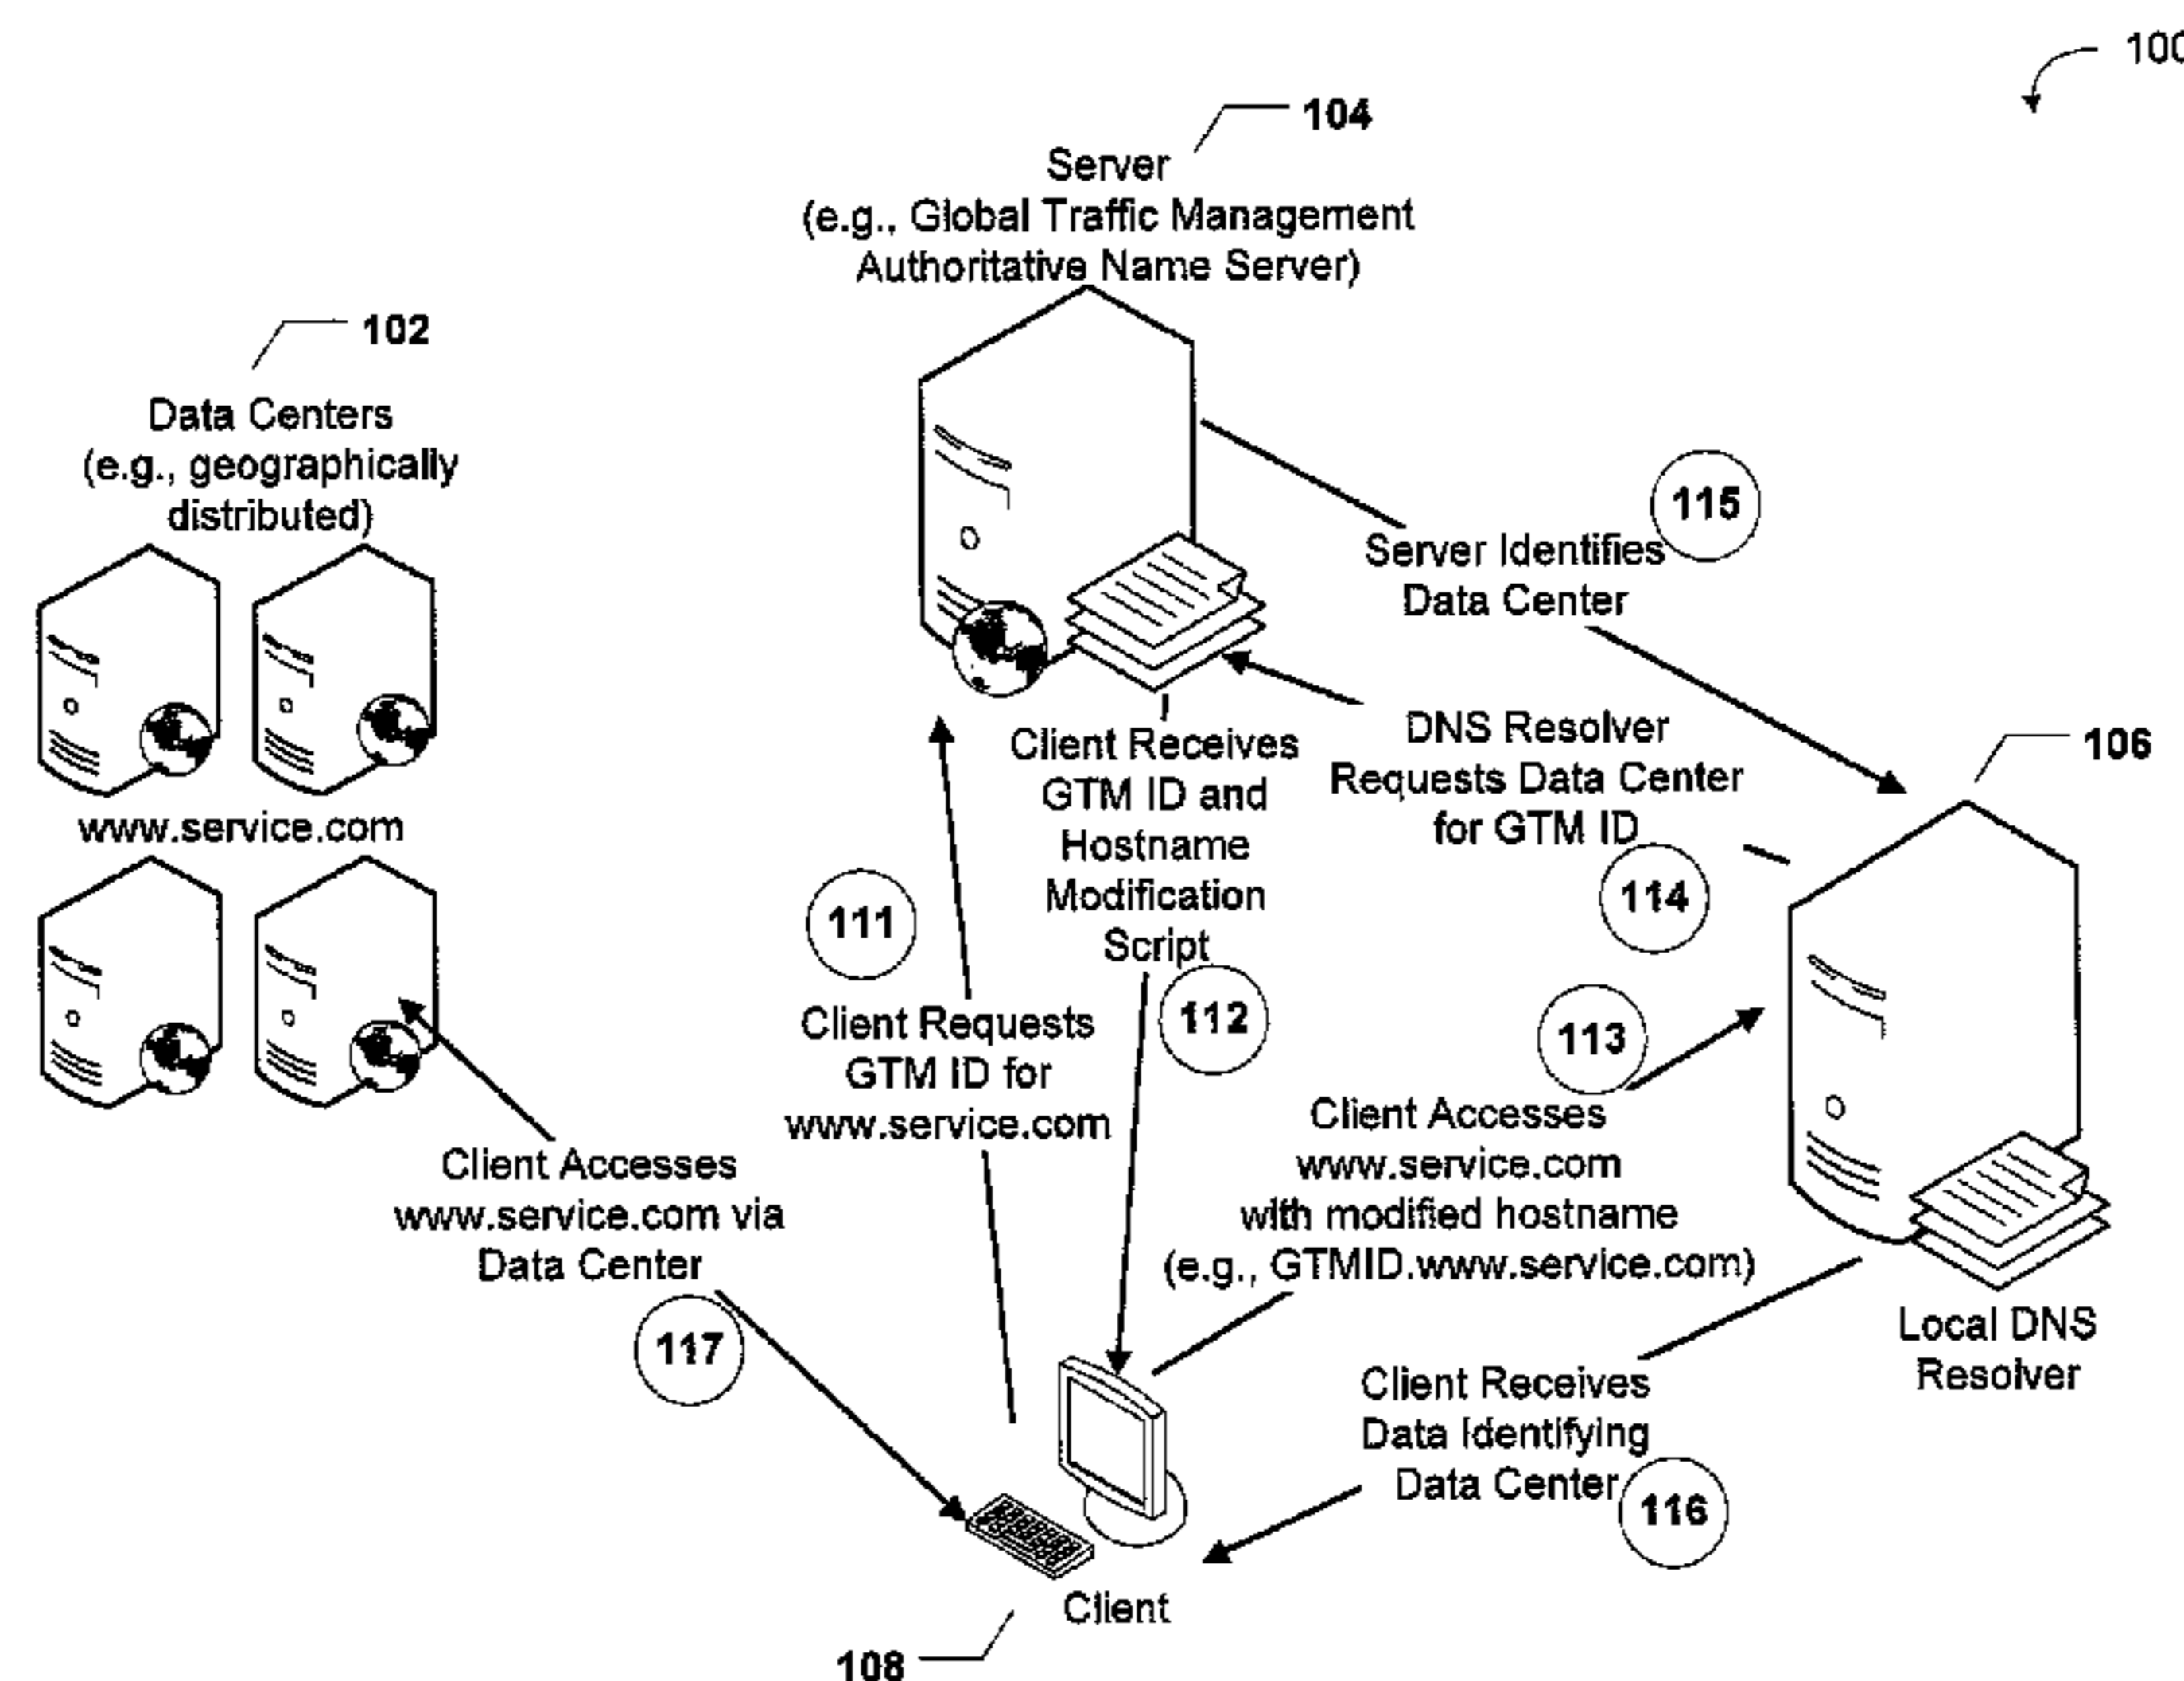 100
104
Server
(e.g., Global Traffic Management
Authoritative Name Server)
102
Data Centers
(e.g., geographically
distributed)
www.service.com
115
Server Identifies
Data Center
DNS Resolver
Requests Data Center
for GTM ID
114
106
Client Receives
GTM ID and
Hostname
Modification
Script
112
111
Client Requests
GTM ID for
www.service.com
113
Client Accesses
www.service.com
with modified hostname
(e.g., GTMID.www.service.com)
Client Accesses
www.service.com via
Data Center
117
Local DNS
Resolver
Client Receives
Data Identifying
Data Center
116
Client
108